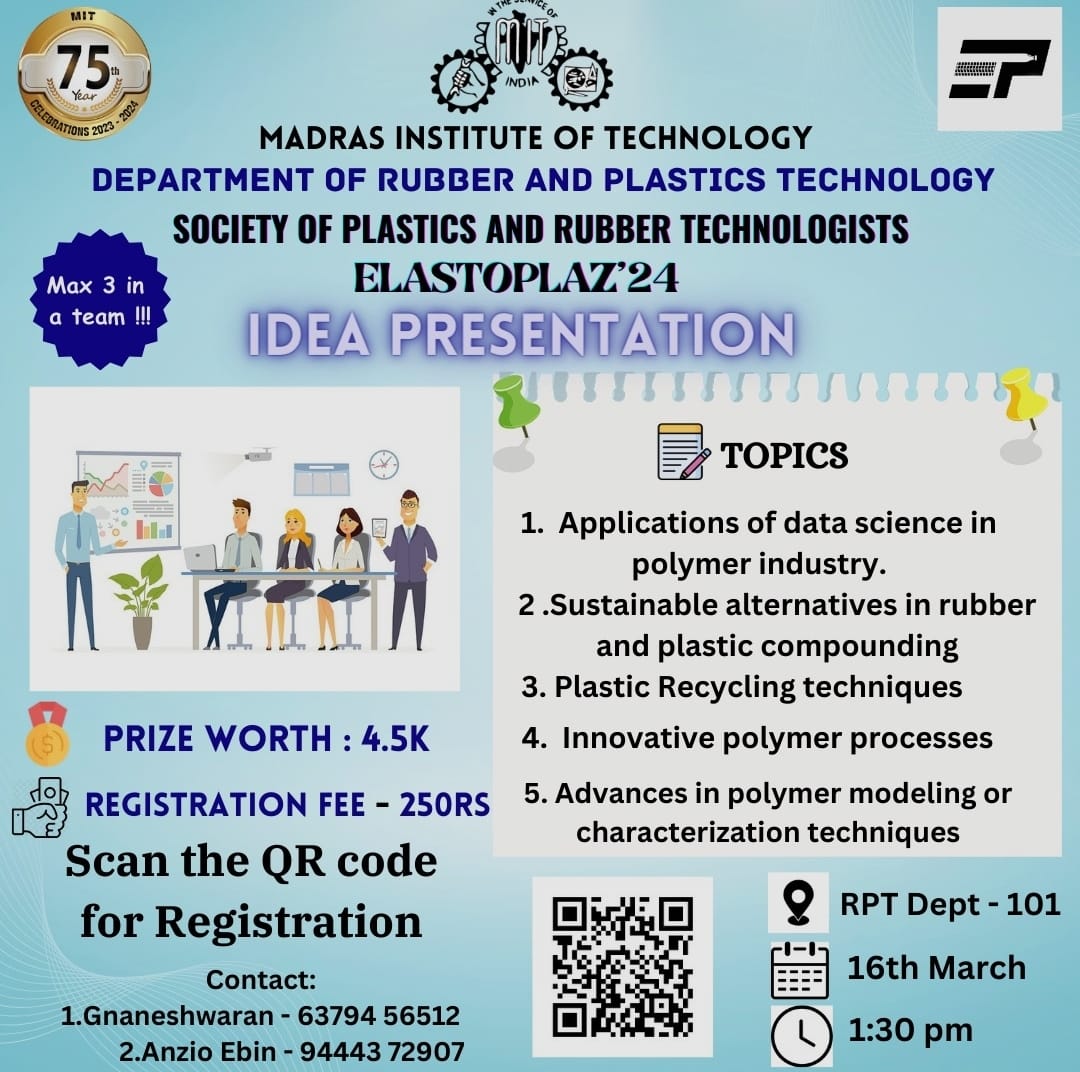 MIT
75th
Year
CELEBRATIONS 2023 - 2024
IN THE SERVICE OF
MIT
INDIA
EP
MADRAS INSTITUTE OF TECHNOLOGY
DEPARTMENT OF RUBBER AND PLASTICS TECHNOLOGY
SOCIETY OF PLASTICS AND RUBBER TECHNOLOGISTS
ELASTOPLAZ'24
Max 3 in
a team !!!
IDEA PRESENTATION
TOPICS
1. Applications of data science in
polymer industry.
2 .Sustainable alternatives in rubber
and plastic compounding
3. Plastic Recycling techniques
4. Innovative polymer processes
5. Advances in polymer modeling or
characterization techniques
PRIZE WORTH : 4.5K
REGISTRATION FEE - 250RS
Scan the QR code
for Registration
Contact:
1.Gnaneshwaran - 63794 56512
2.Anzio Ebin - 94443 72907
RPT Dept - 101
16th March
1:30 pm